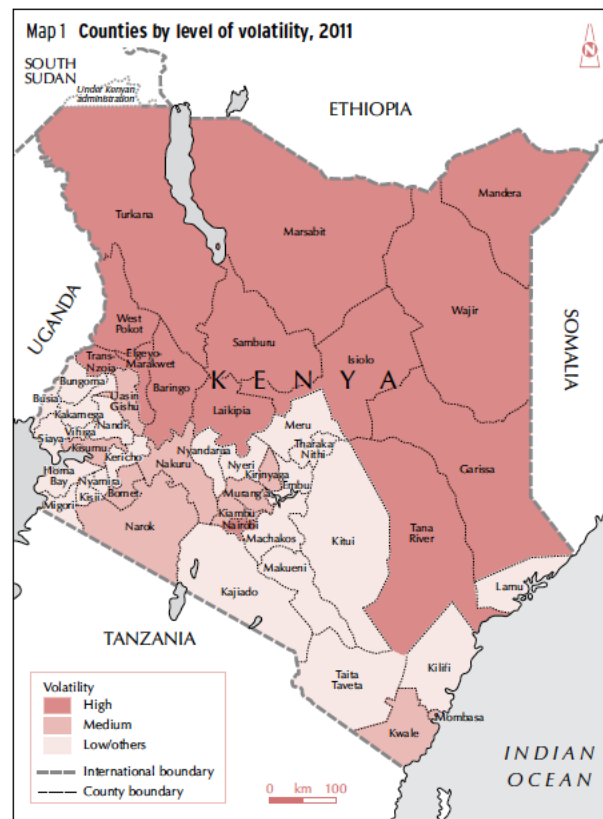 Map 1 Counties by level of volatility, 2011
N
SOUTH
SUDAN
Under Kenyan
administration
ETHIOPIA
UGANDA
SOMALIA
KENYA
TANZANIA
INDIAN
OCEAN
Turkana
Marsabit
Mandera
Wajir
West
Pokot
Samburu
Isiolo
Trans-
Nzoia
Elgeyo-
Marakwet
Baringo
Laikipia
Bungoma
Uasin
Gishu
Busia
Kakamega
Nandi
Vihiga
Siaya
Kisumu
Kericho
Nyandarua
Meru
Tharaka
Nithi
Garissa
Homa
Bay
Nyamira
Nakuru
Nyeri
Kirinyaga
Embu
Kisii
Bomet
Murang'as
Migori
Narok
Kiambu
Nairobi
Machakos
Kitui
Tana
River
Makueni
Kajiado
Lamu
Taita
Taveta
Kilifi
Mombasa
Kwale
Volatility
High
Medium
Low/others
International boundary
County boundary
0 km 100